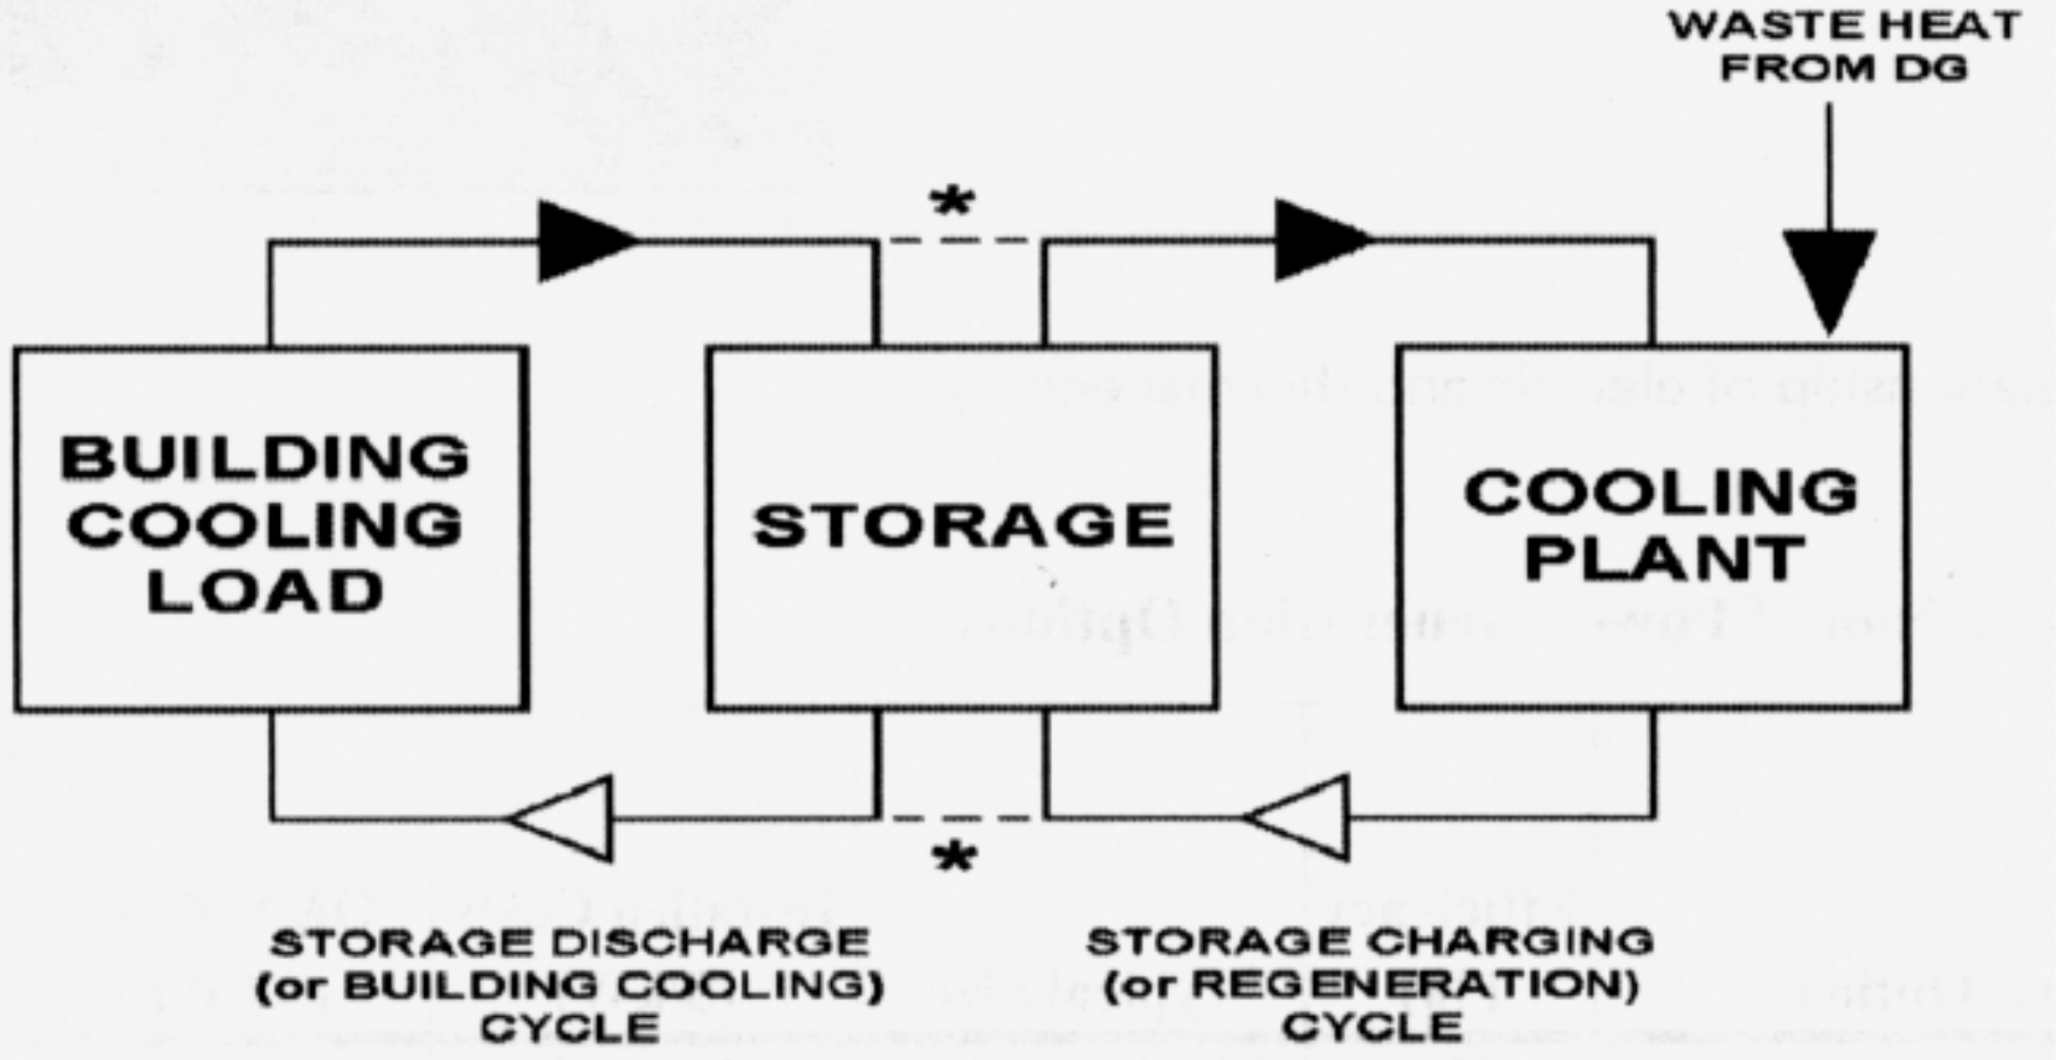 WASTE HEAT
FROM DG
*
BUILDING
COOLING
LOAD
STORAGE
COOLING
PLANT
*
STORAGE DISCHARGE
(or BUILDING COOLING)
CYCLE
STORAGE CHARGING
(or REGENERATION)
CYCLE